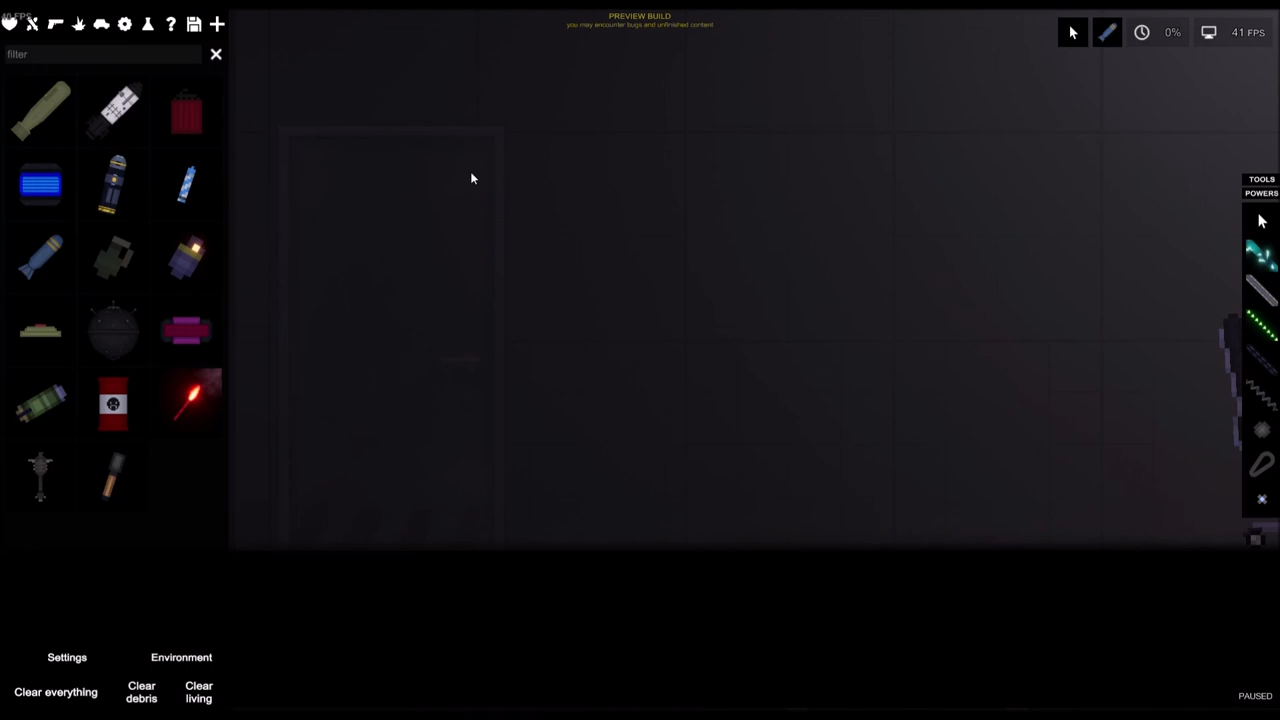 PREVIEW BUILD
you may encounter bugs and unfinished content
filter
0%
41 FPS
TOOLS
POWERS
Settings
Environment
Clear everything
Clear debris
Clear living
PAUSED